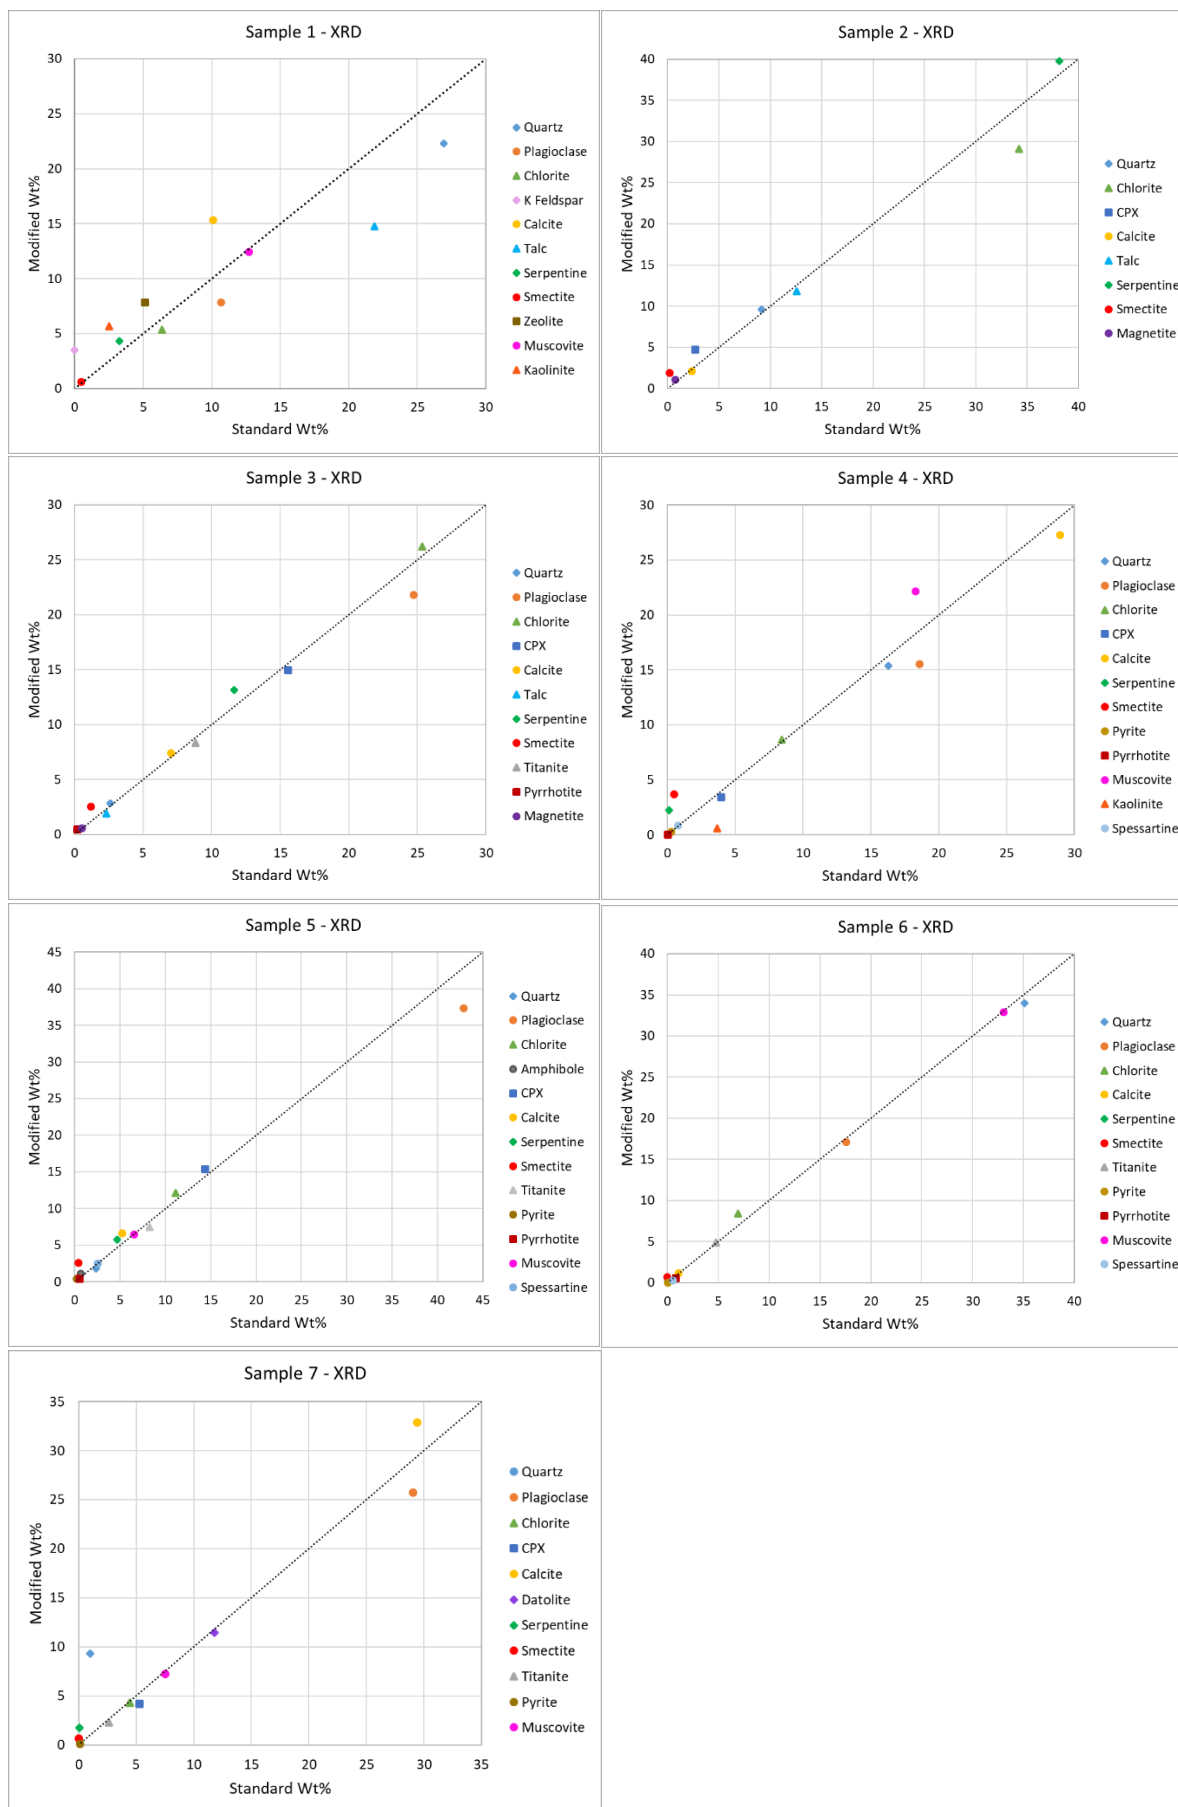 Sample 1 - XRD
Modified Wt%
30
25
20
15
10
5
0
0 5 10 15 20 25 30
Standard Wt%
Quartz
Plagioclase
Chlorite
K Feldspar
Calcite
Talc
Serpentine
Smectite
Zeolite
Muscovite
Kaolinite
Sample 2 - XRD
Modified Wt%
40
35
30
25
20
15
10
5
0
0 5 10 15 20 25 30 35 40
Standard Wt%
Quartz
Chlorite
CPX
Calcite
Talc
Serpentine
Smectite
Magnetite
Sample 3 - XRD
Modified Wt%
30
25
20
15
10
5
0
0 5 10 15 20 25 30
Standard Wt%
Quartz
Plagioclase
Chlorite
CPX
Calcite
Talc
Serpentine
Smectite
Titanite
Pyrrhotite
Magnetite
Sample 4 - XRD
Modified Wt%
30
25
20
15
10
5
0
0 5 10 15 20 25 30
Standard Wt%
Quartz
Plagioclase
Chlorite
CPX
Calcite
Serpentine
Smectite
Pyrite
Pyrrhotite
Muscovite
Kaolinite
Spessartine
Sample 5 - XRD
Modified Wt%
45
40
35
30
25
20
15
10
5
0
0 5 10 15 20 25 30 35 40 45
Standard Wt%
Quartz
Plagioclase
Chlorite
Amphibole
CPX
Calcite
Serpentine
Smectite
Titanite
Pyrite
Pyrrhotite
Muscovite
Spessartine
Sample 6 - XRD
Modified Wt%
40
35
30
25
20
15
10
5
0
0 5 10 15 20 25 30 35 40
Standard Wt%
Quartz
Plagioclase
Chlorite
Calcite
Serpentine
Smectite
Titanite
Pyrite
Pyrrhotite
Muscovite
Spessartine
Sample 7 - XRD
Modified Wt%
35
30
25
20
15
10
5
0
0 5 10 15 20 25 30 35
Standard Wt%
Quartz
Plagioclase
Chlorite
CPX
Calcite
Datolite
Serpentine
Smectite
Titanite
Pyrite
Muscovite